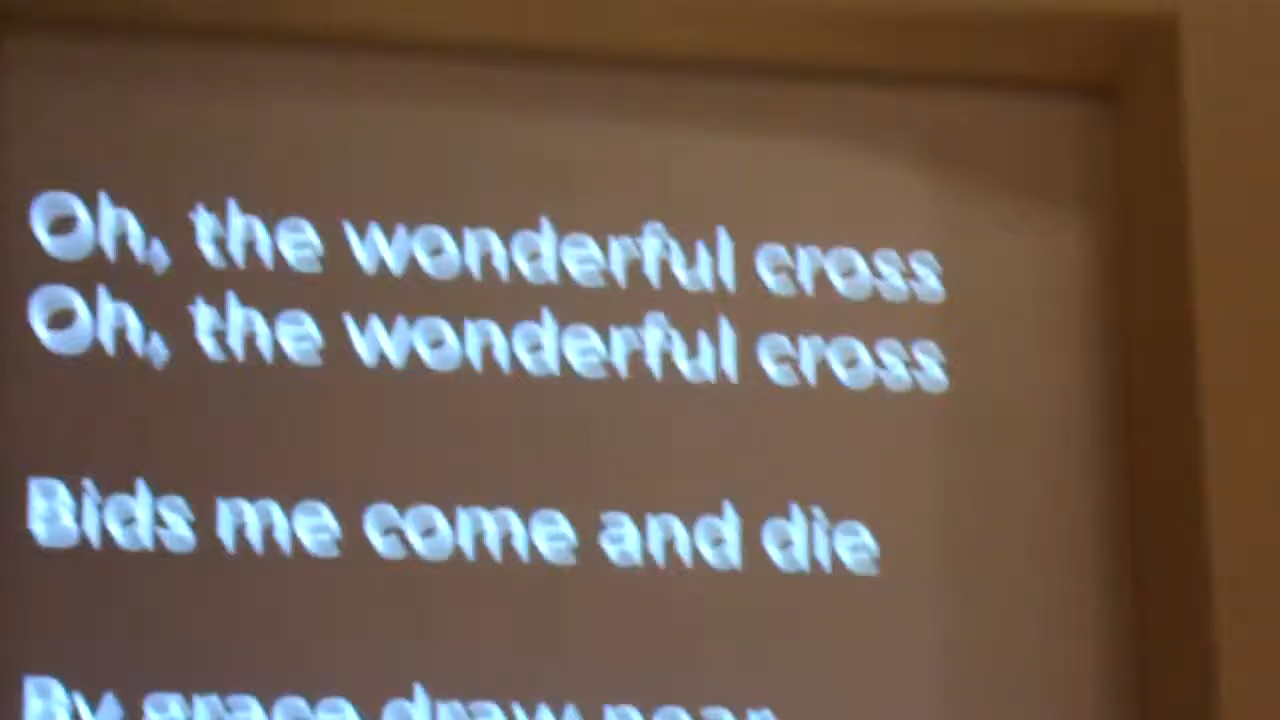 Oh, the wonderful cross
Oh, the wonderful cross
Bids me come and die
By grace draw near